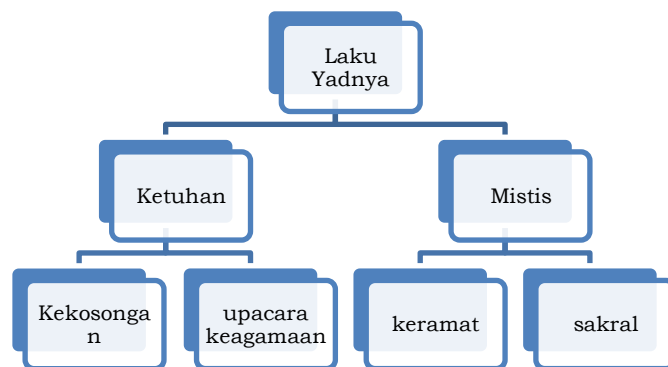 Laku
Yadnya
Ketuhan
Mistis
Kekosonga
n
upacara
keagamaan
keramat
sakral